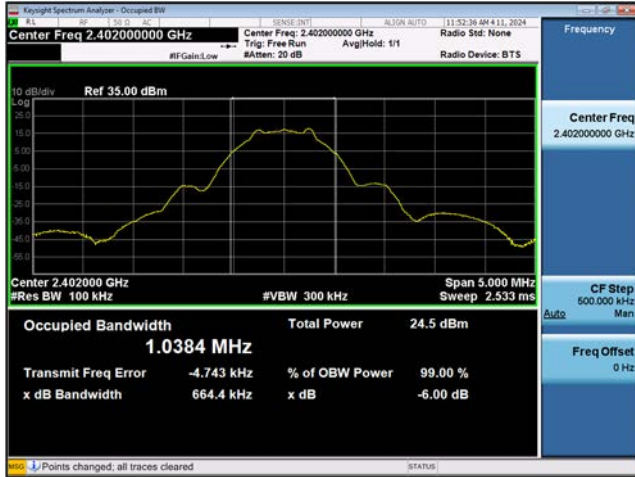 Keysight Spectrum Analyzer - Occupied BW
RL RF 50 Ω AC SENSE:INT ALIGN AUTO 11:52:36 AM 4 11, 2024
Center Freq 2.402000000 GHz
Center Freq: 2.402000000 GHz
Radio Std: None
Trig: Free Run Avg|Hold: 1/1
#IFGain:Low
#Atten: 20 dB
Radio Device: BTS
Frequency
10 dB/div Ref 35.00 dBm
Log
25.0
15.0
5.00
-5.00
-15.0
-25.0
-35.0
-45.0
-55.0
Center 2.402000 GHz
Span 5.000 MHz
#Res BW 100 kHz
#VBW 300 kHz
Sweep 2.533 ms
Occupied Bandwidth
1.0384 MHz
Total Power 24.5 dBm
Transmit Freq Error -4.743 kHz
% of OBW Power 99.00 %
x dB Bandwidth 664.4 kHz
x dB -6.00 dB
Center Freq
2.402000000 GHz
CF Step
500.000 kHz
Auto Man
Freq Offset
0 Hz
MSG Points changed; all traces cleared
STATUS